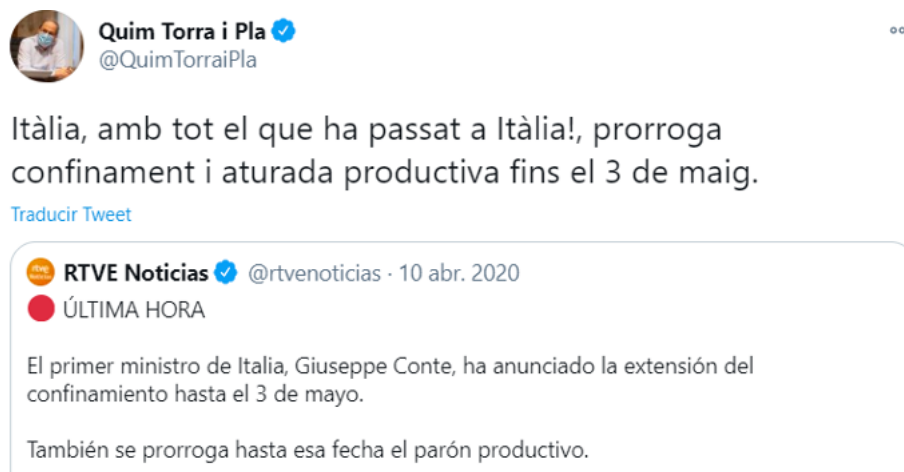 Quim Torra i Pla
@QuimTorraiPla
Itàlia, amb tot el que ha passat a Itàlia!, prorroga
confinament i aturada productiva fins el 3 de maig.
Traducir Tweet
rtve Noticias
RTVE Noticias @rtvenoticias · 10 abr. 2020
ÚLTIMA HORA
El primer ministro de Italia, Giuseppe Conte, ha anunciado la extensión del
confinamiento hasta el 3 de mayo.
También se prorroga hasta esa fecha el parón productivo.